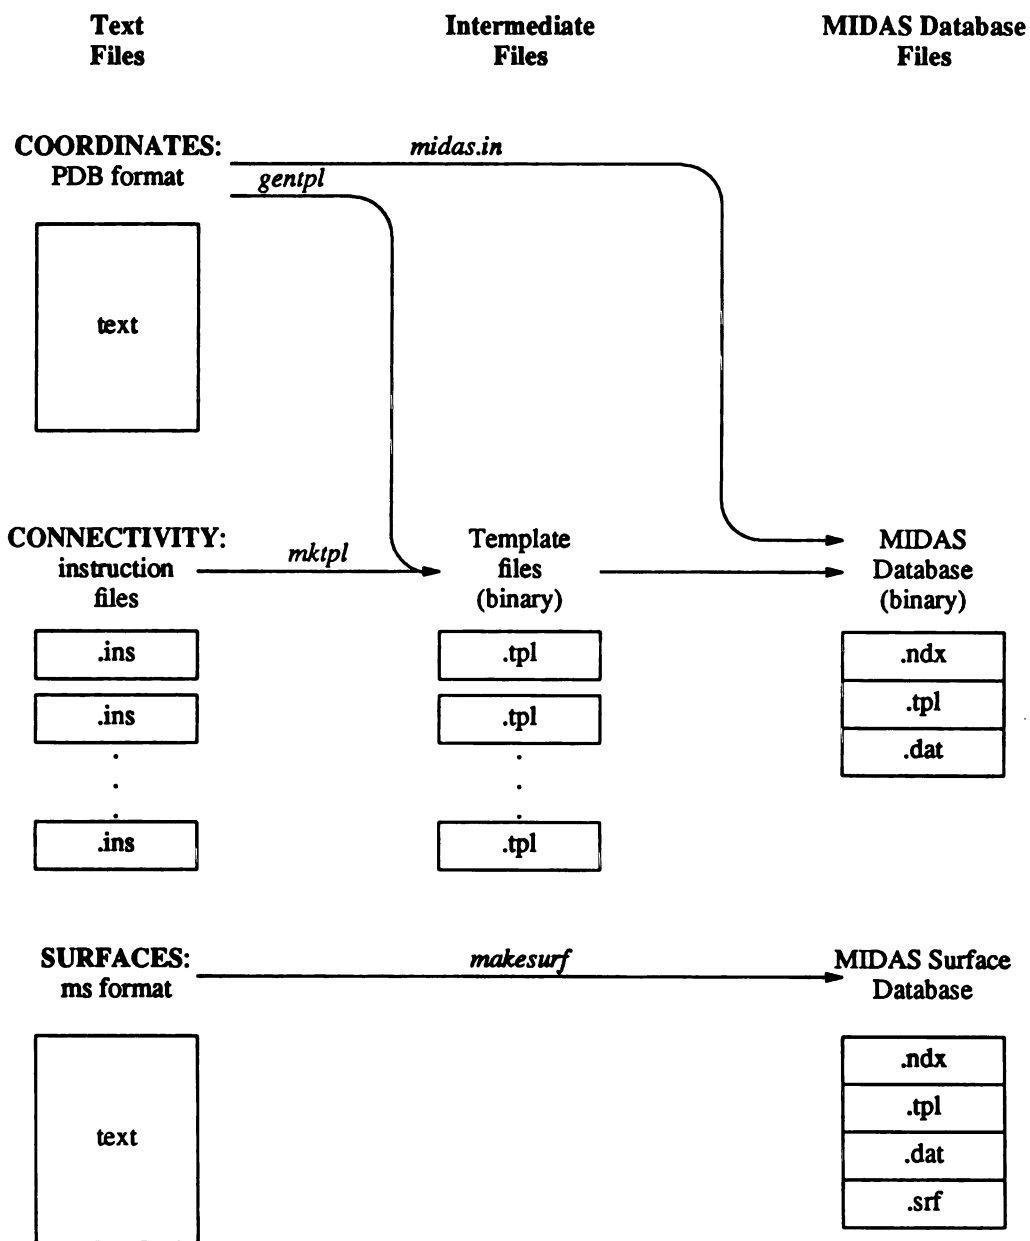 Text
Files
Intermediate
Files
MIDAS Database
Files
COORDINATES:
PDB format
midas.in
gentpl
text
CONNECTIVITY:
instruction
files
mktpl
Template
files
(binary)
MIDAS
Database
(binary)
.ins
.tpl
.ndx
.ins
.tpl
.tpl
.dat
.ins
.tpl
SURFACES:
ms format
makesurf
MIDAS Surface
Database
text
.ndx
.tpl
.dat
.srf